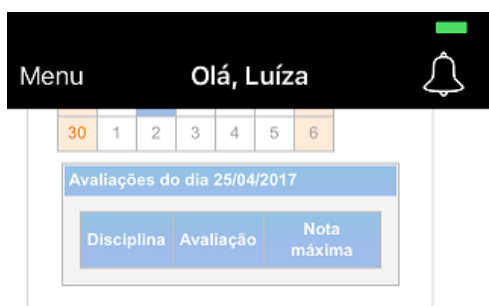 Menu Olá, Luíza
30 1 2 3 4 5 6
Avaliações do dia 25/04/2017
Disciplina Avaliação Nota máxima